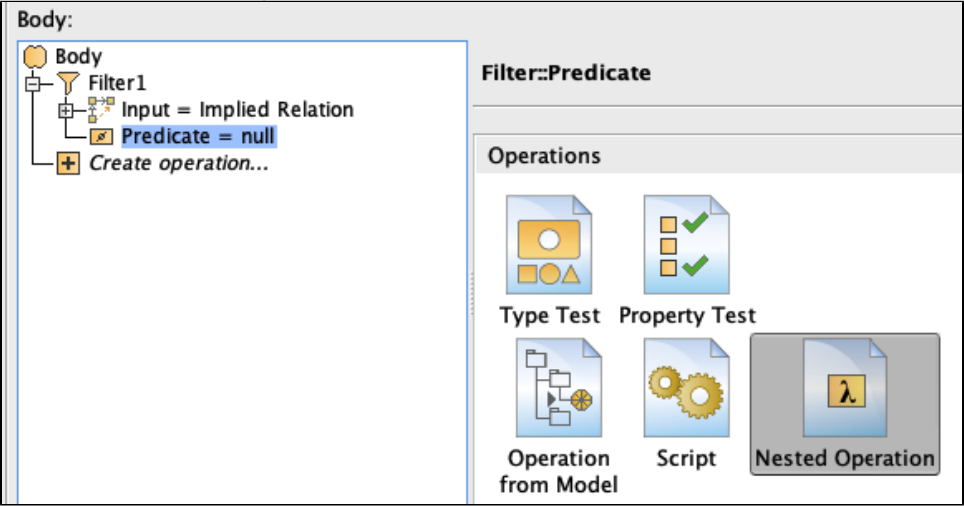 Body:
Body
Filter1
Input = Implied Relation
Predicate = null
Create operation...
Filter::Predicate
Operations
Type Test
Property Test
Operation
from Model
Script
λ
Nested Operation